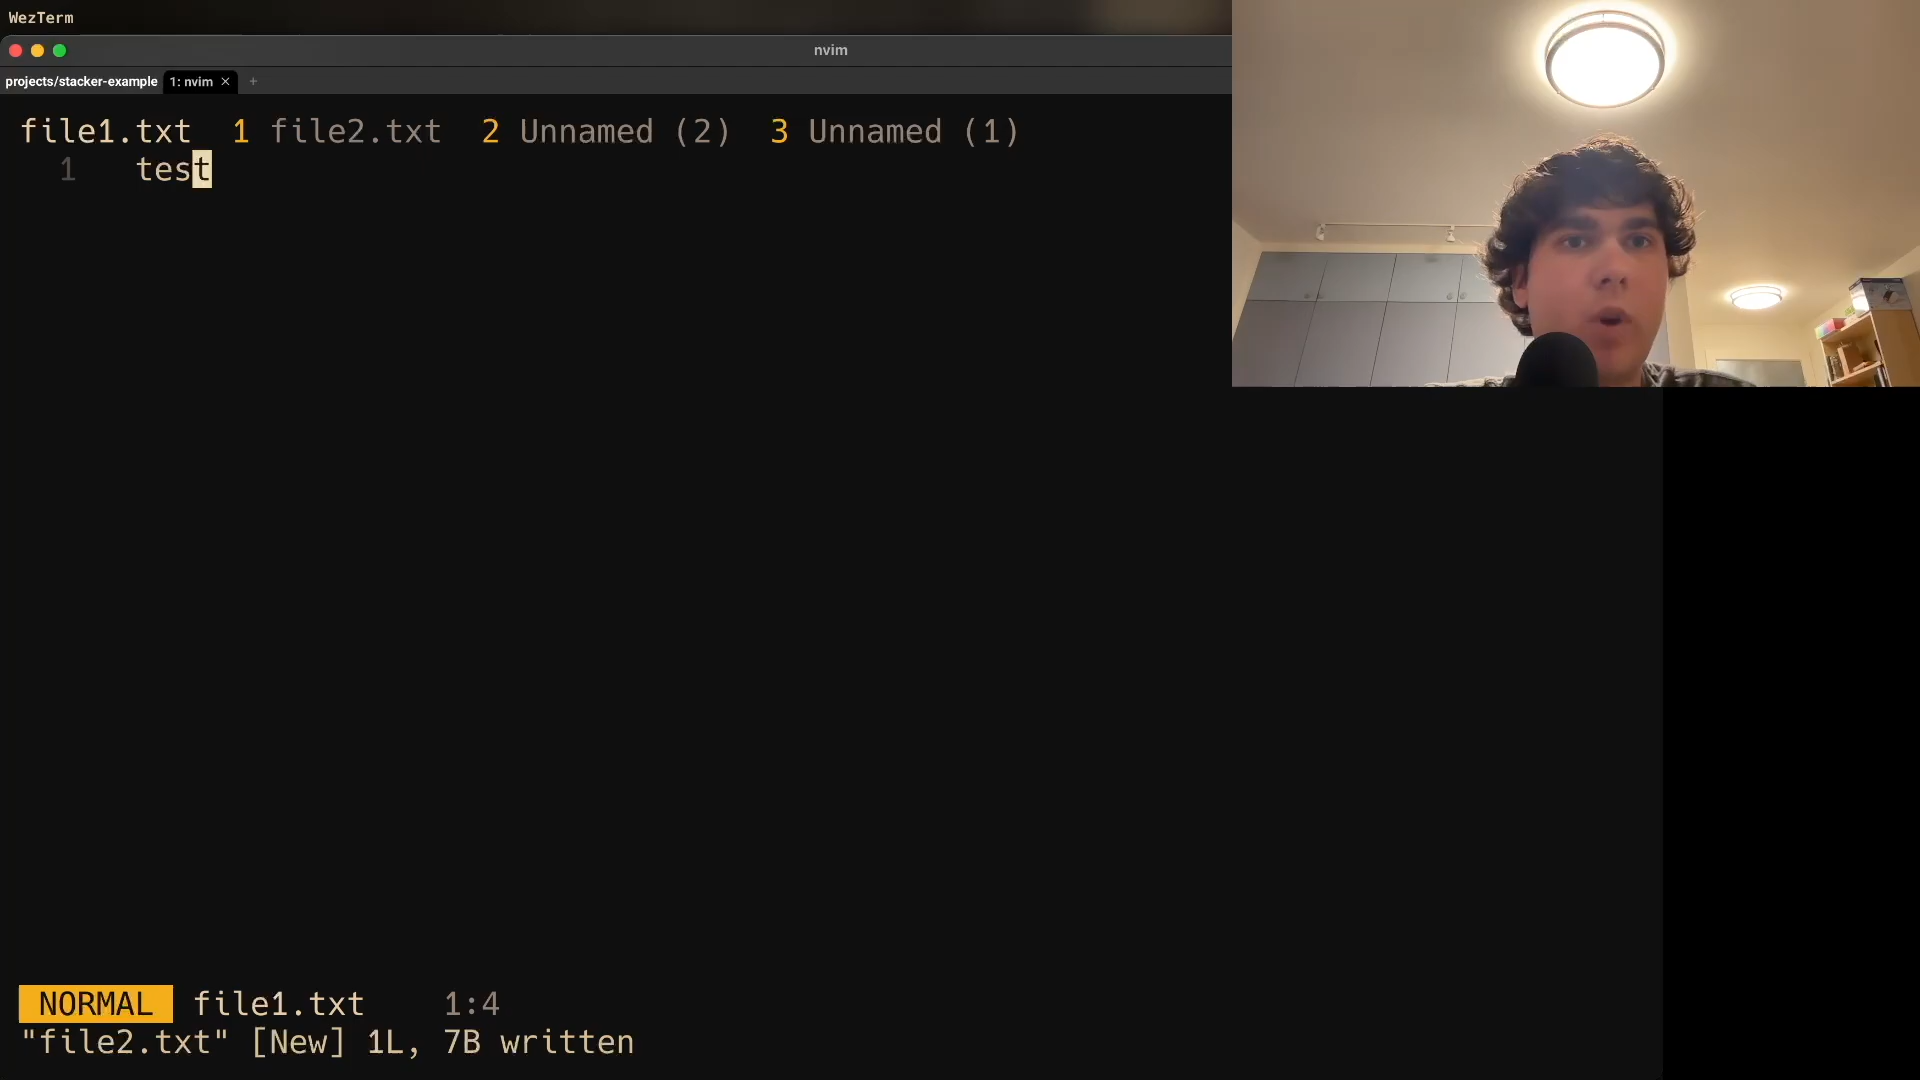 WezTerm
nvim
projects/stacker-example 1: nvim × +
file1.txt 1 file2.txt 2 Unnamed (2) 3 Unnamed (1)
1 test
NORMAL file1.txt 1:4
"file2.txt" [New] 1L, 7B written